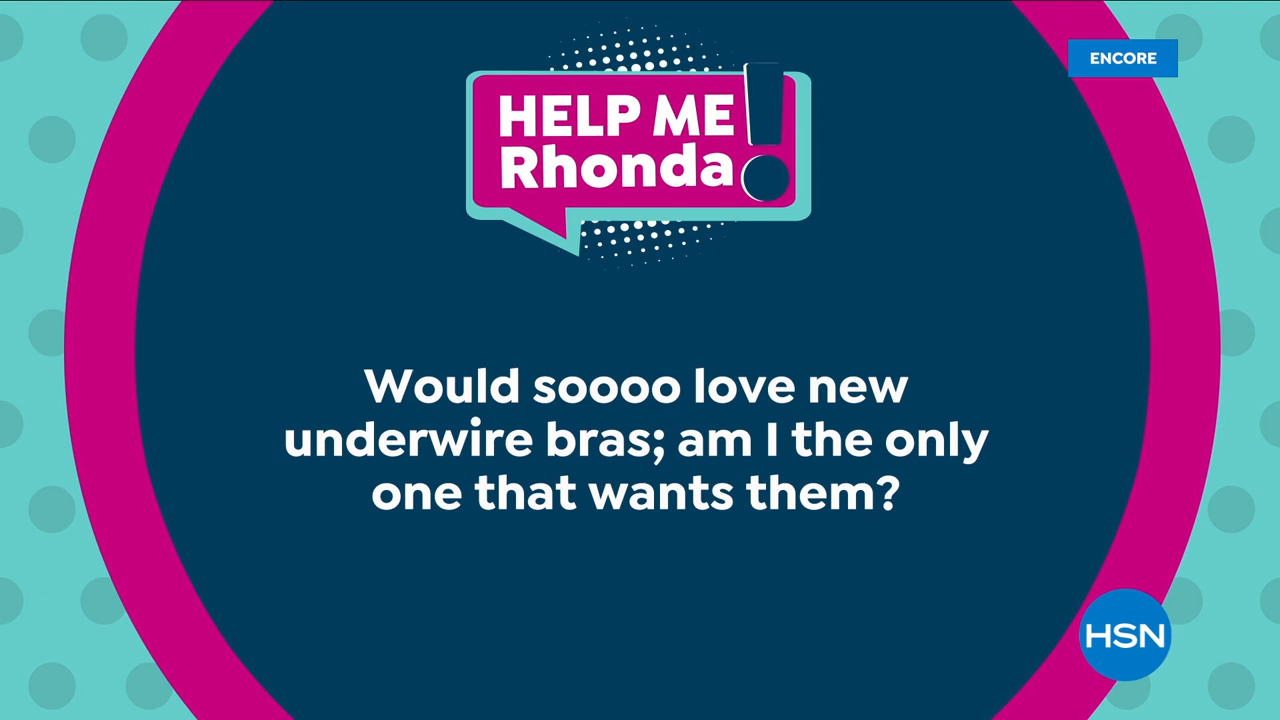 ENCORE
HELP ME
Rhonda!
Would soooo love new
underwire bras; am I the only
one that wants them?
HSN